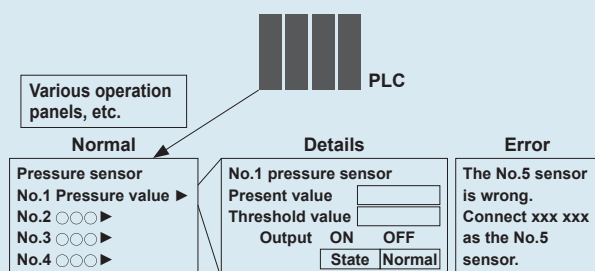 PLC
Various operation
panels, etc.
Normal
Pressure sensor
No.1 Pressure value ▶
No.2 ○○○▶
No.3 ○○○▶
No.4 ○○○▶
Details
No.1 pressure sensor
Present value
Threshold value
Output ON OFF
State Normal
Error
The No.5 sensor
is wrong.
Connect xxx xxx
as the No.5
sensor.